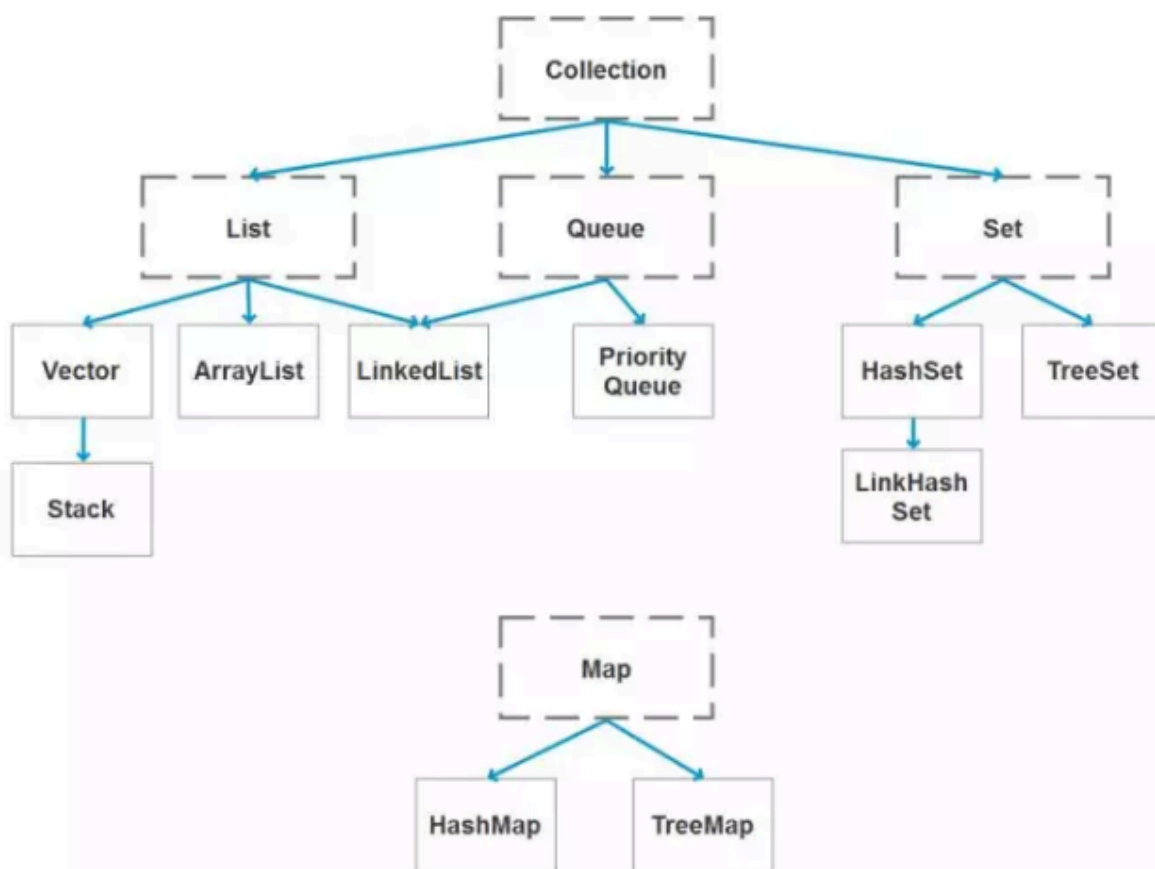 Collection
List
Queue
Set
Vector
ArrayList
LinkedList
Priority
Queue
HashSet
TreeSet
Stack
LinkHash
Set
Map
HashMap
TreeMap